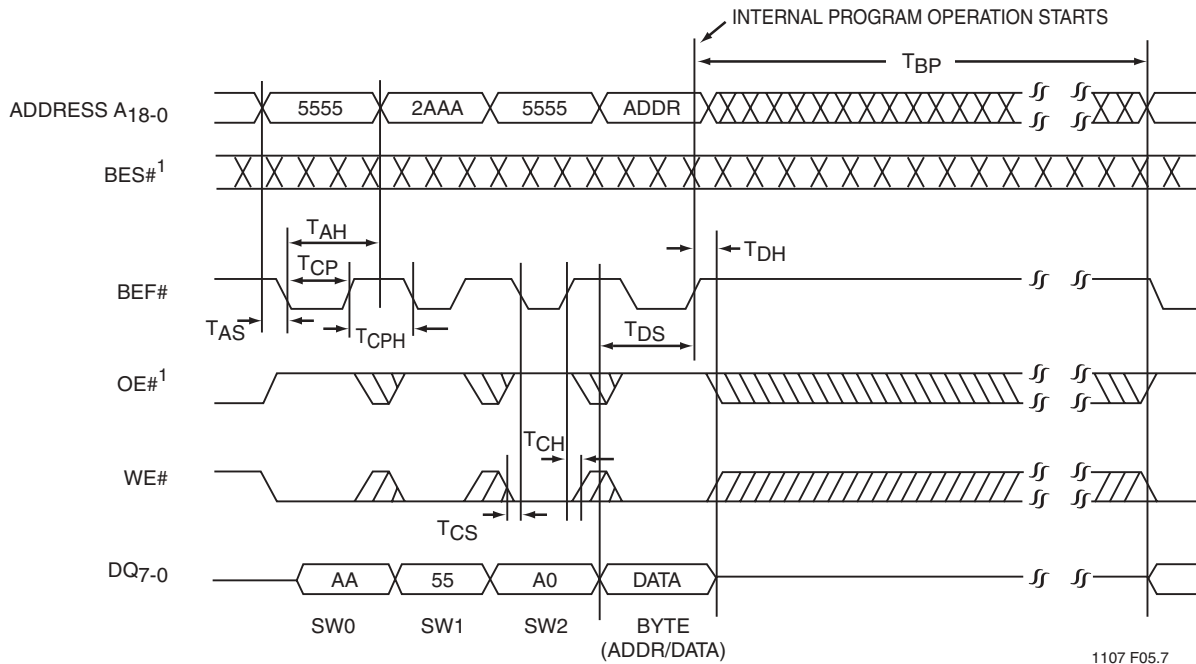 INTERNAL PROGRAM OPERATION STARTS
TBP
ADDRESS A18-0
5555
2AAA
5555
ADDR
BES#1
TAH
TDH
TCP
BEF#
TAS
TCPH
TDS
OE#1
TCH
WE#
TCS
DQ7-0
AA
55
A0
DATA
SW0
SW1
SW2
BYTE
(ADDR/DATA)
1107 F05.7